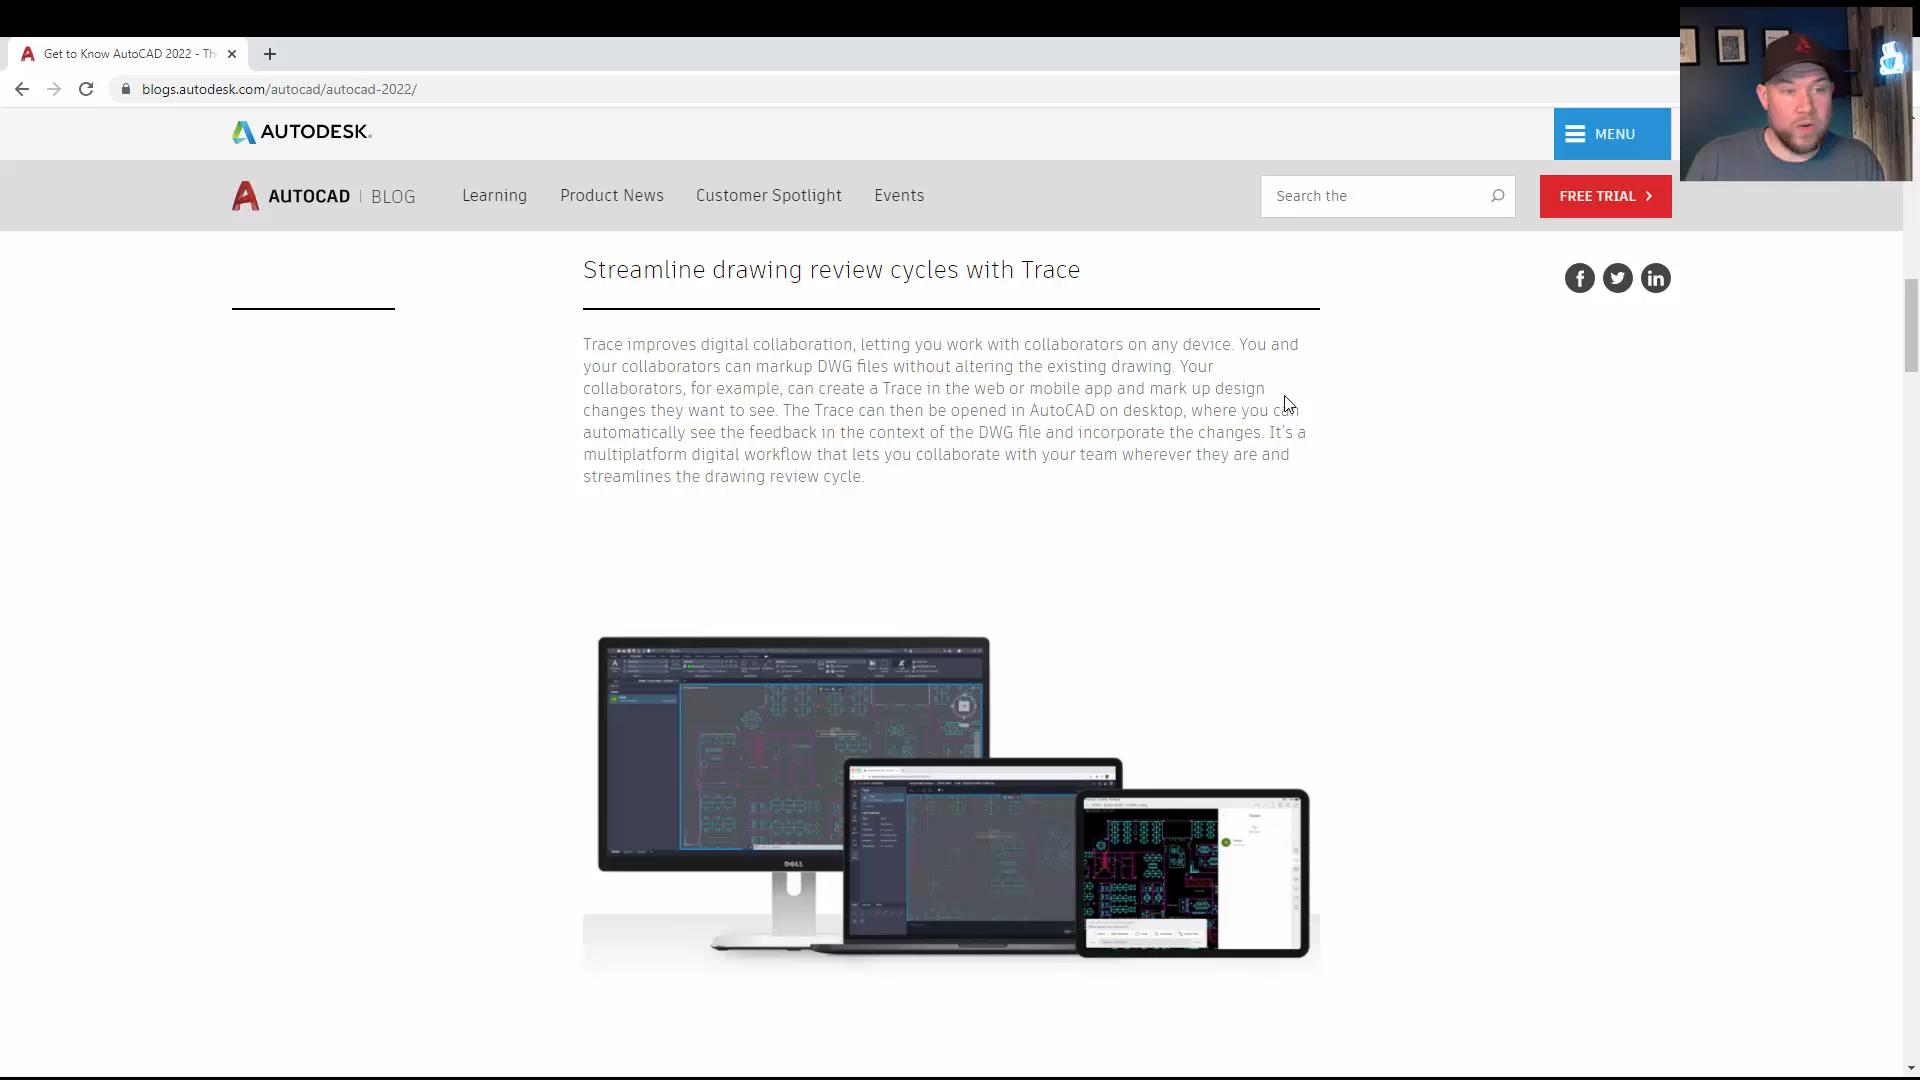 Get to Know AutoCAD 2022 - Th
blogs.autodesk.com/autocad/autocad-2022/
AUTODESK.
MENU
AUTOCAD | BLOG
Learning
Product News
Customer Spotlight
Events
Search the
FREE TRIAL >
Streamline drawing review cycles with Trace
Trace improves digital collaboration, letting you work with collaborators on any device. You and
your collaborators can markup DWG files without altering the existing drawing. Your
collaborators, for example, can create a Trace in the web or mobile app and mark up design
changes they want to see. The Trace can then be opened in AutoCAD on desktop, where you can
automatically see the feedback in the context of the DWG file and incorporate the changes. It's a
multiplatform digital workflow that lets you collaborate with your team wherever they are and
streamlines the drawing review cycle.
DELL